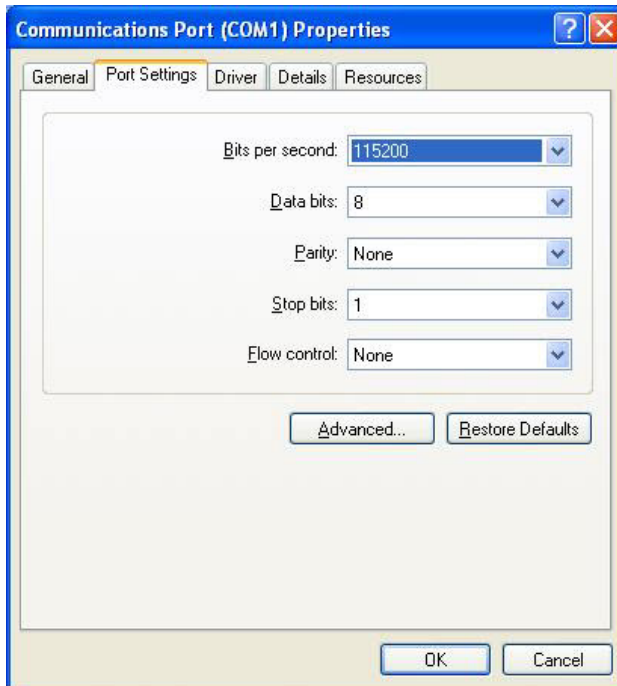 Communications Port (COM1) Properties
General Port Settings Driver Details Resources
Bits per second: 115200
Data bits: 8
Parity: None
Stop bits: 1
Flow control: None
Advanced... Restore Defaults
OK Cancel